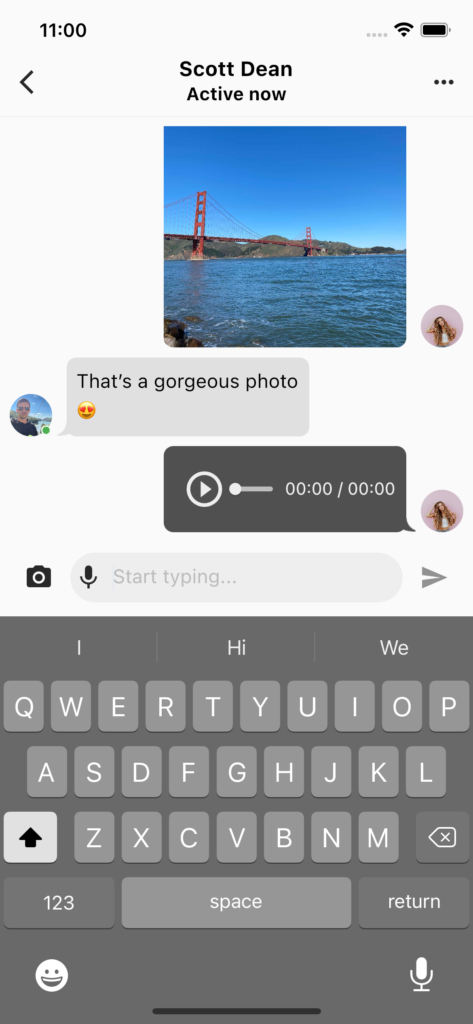 11:00
Scott Dean
Active now
That’s a gorgeous photo
😍
00:00 / 00:00
Start typing...
I Hi We
Q W E R T Y U I O P
A S D F G H J K L
Z X C V B N M
123 space return